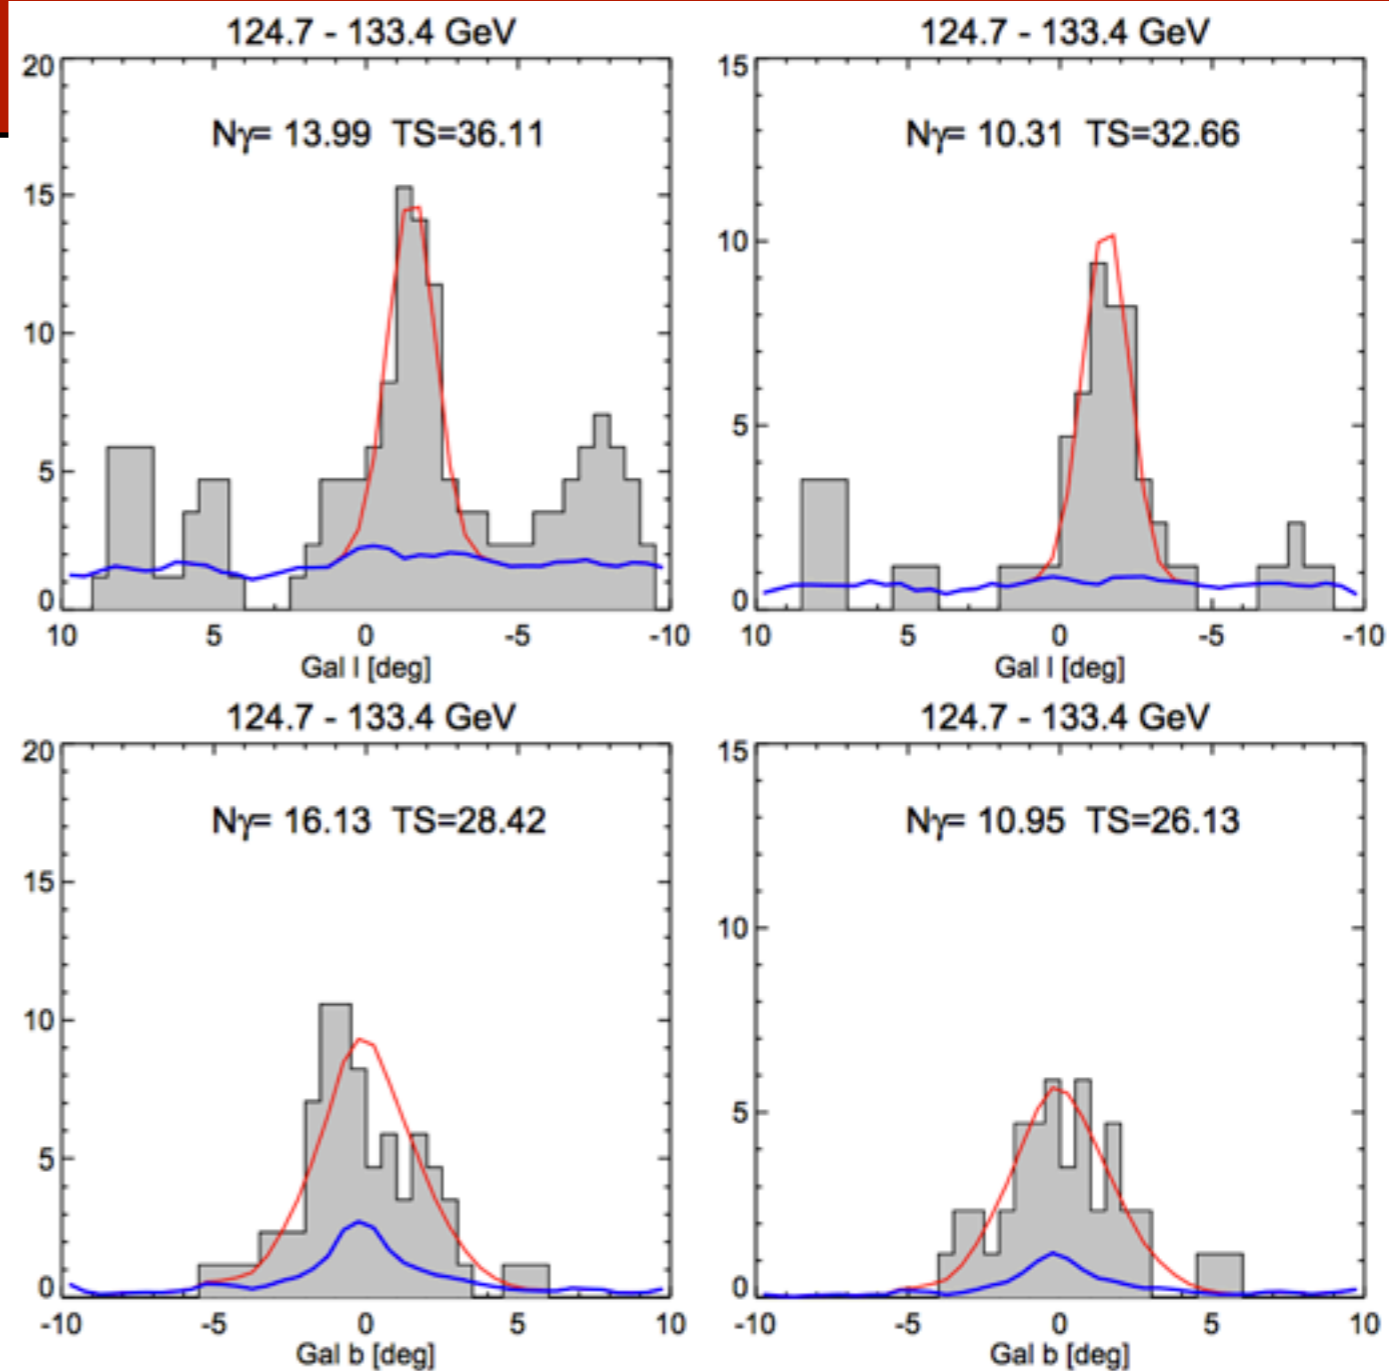 124.7 - 133.4 GeV
Nγ= 13.99 TS=36.11
20
15
10
5
0
10 5 0 -5 -10
Gal l [deg]
124.7 - 133.4 GeV
Nγ= 10.31 TS=32.66
15
10
5
0
10 5 0 -5 -10
Gal l [deg]
124.7 - 133.4 GeV
Nγ= 16.13 TS=28.42
20
15
10
5
0
-10 -5 0 5 10
Gal b [deg]
124.7 - 133.4 GeV
Nγ= 10.95 TS=26.13
15
10
5
0
-10 -5 0 5 10
Gal b [deg]